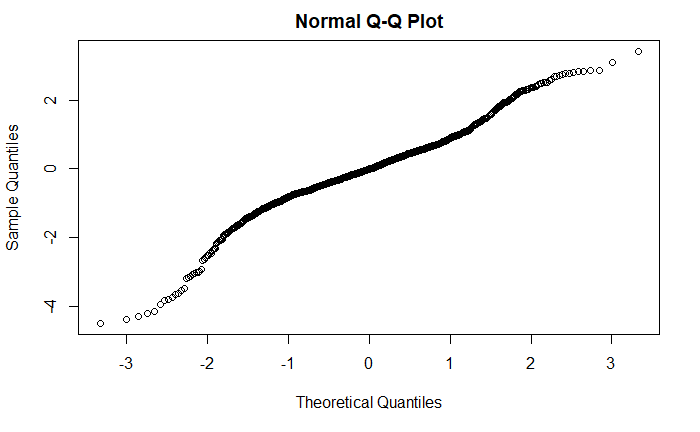 Normal Q-Q Plot
Sample Quantiles
2
0
-2
-4
-3 -2 -1 0 1 2 3
Theoretical Quantiles